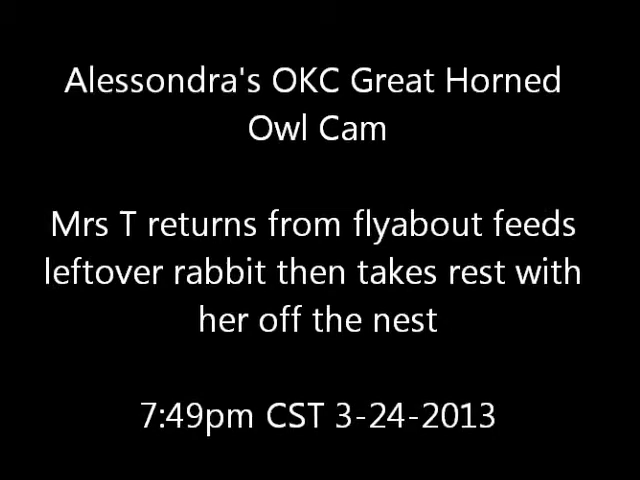 Alessondra's OKC Great Horned
Owl Cam
Mrs T returns from flyabout feeds
leftover rabbit then takes rest with
her off the nest
7:49pm CST 3-24-2013